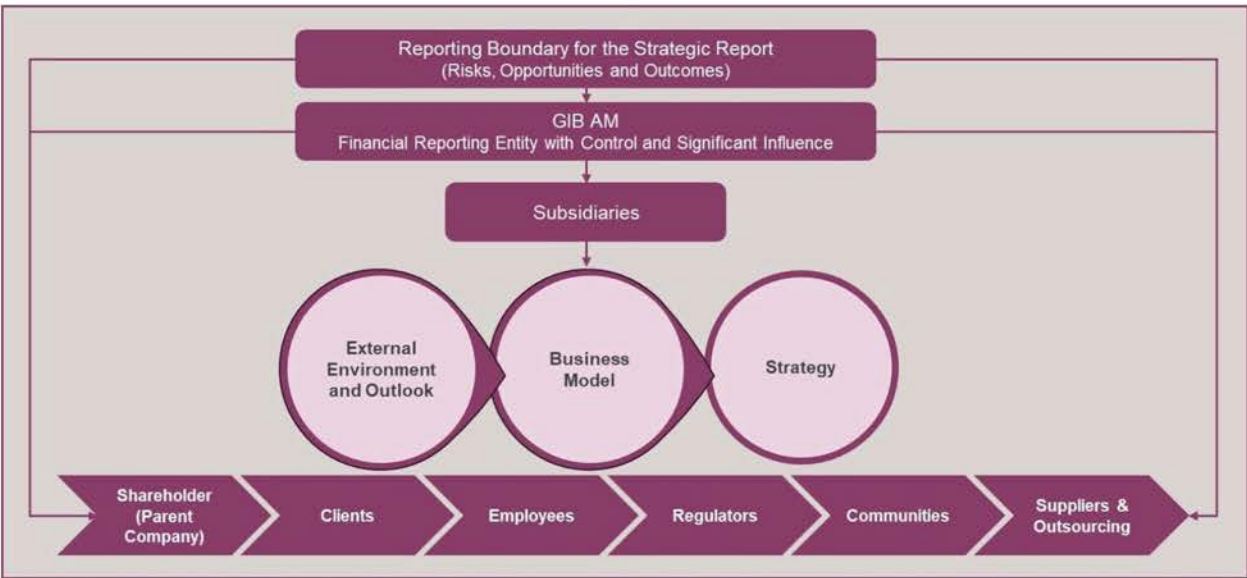 Reporting Boundary for the Strategic Report
(Risks, Opportunities and Outcomes)
GIB AM
Financial Reporting Entity with Control and Significant Influence
Subsidiaries
External
Environment
and Outlook
Business
Model
Strategy
Shareholder
(Parent
Company)
Clients
Employees
Regulators
Communities
Suppliers &
Outsourcing